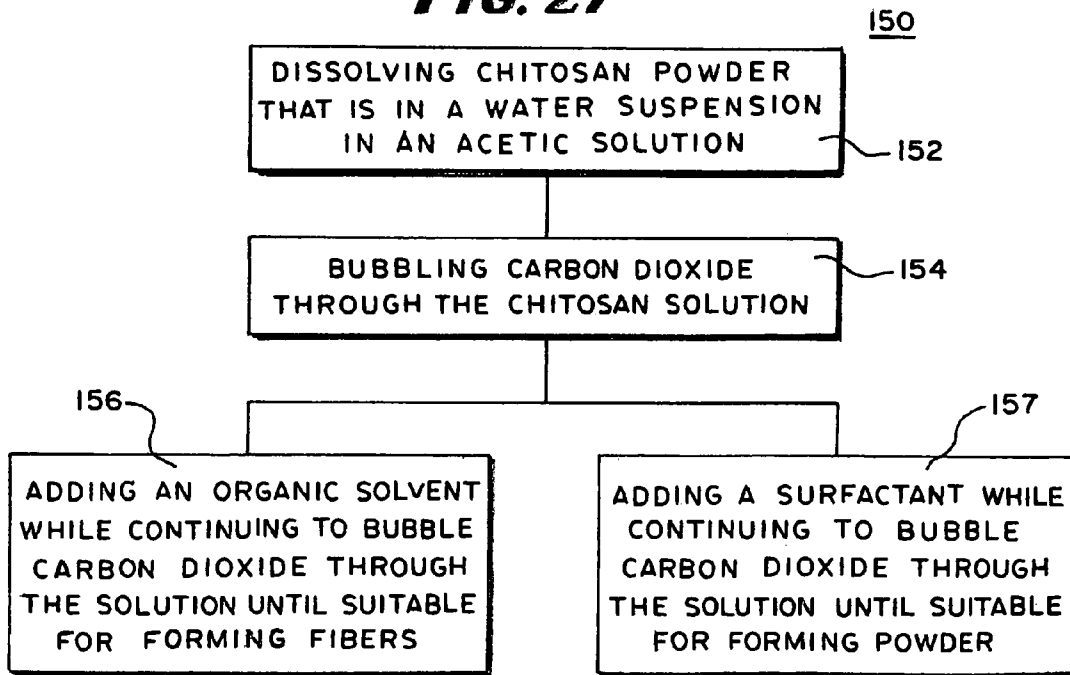 FIG. 27
150
DISSOLVING CHITOSAN POWDER
THAT IS IN A WATER SUSPENSION
IN AN ACETIC SOLUTION
152
BUBBLING CARBON DIOXIDE
THROUGH THE CHITOSAN SOLUTION
154
156
ADDING AN ORGANIC SOLVENT
WHILE CONTINUING TO BUBBLE
CARBON DIOXIDE THROUGH
THE SOLUTION UNTIL SUITABLE
FOR FORMING FIBERS
157
ADDING A SURFACTANT WHILE
CONTINUING TO BUBBLE
CARBON DIOXIDE THROUGH
THE SOLUTION UNTIL SUITABLE
FOR FORMING POWDER